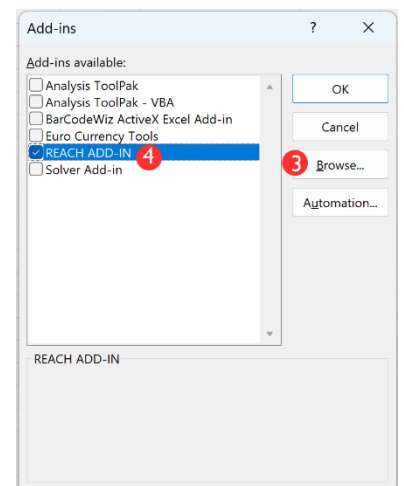 Add-ins ? ×
Add-ins available:
Analysis ToolPak
Analysis ToolPak - VBA
BarCodeWiz ActiveX Excel Add-in
Euro Currency Tools
REACH ADD-IN 4
Solver Add-in
OK
Cancel
3 Browse...
Automation...
REACH ADD-IN